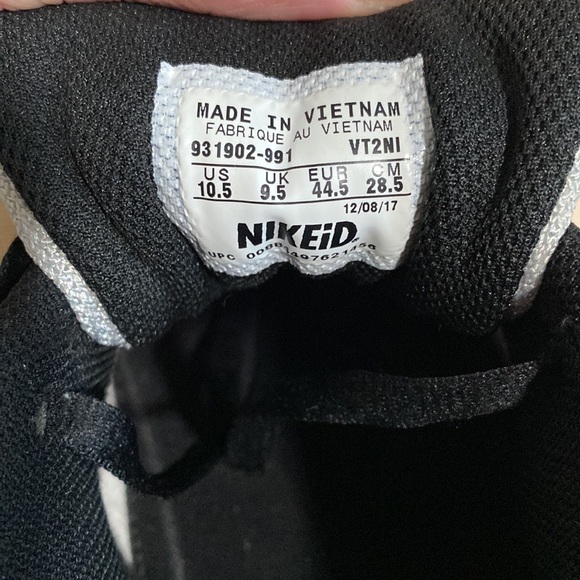 MADE IN VIETNAM
FABRIQUE AU VIETNAM
931902-991 VT2NI
US UK EUR CM
10.5 9.5 44.5 28.5
12/08/17
NIKEiD.
UPC